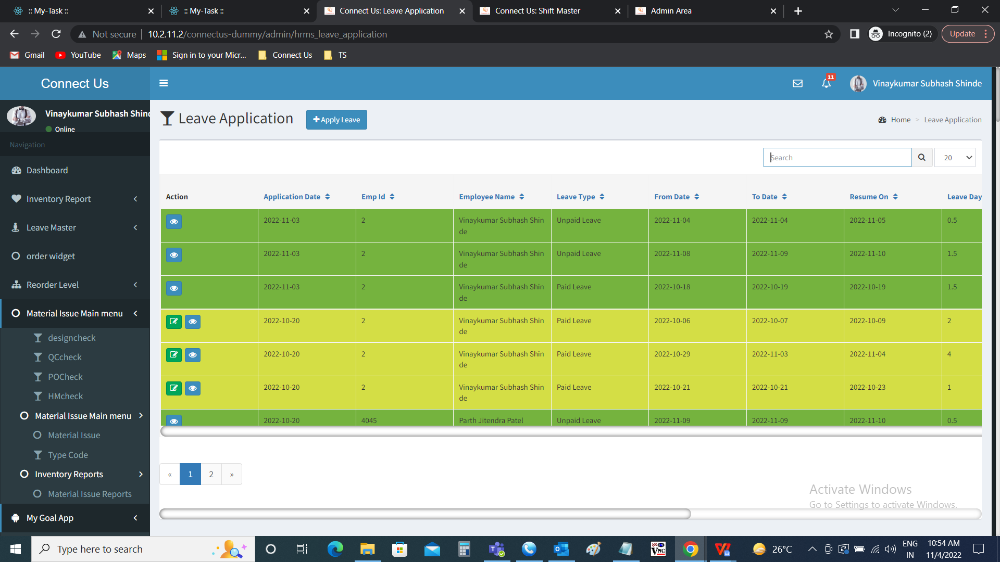 :: My-Task ::
:: My-Task ::
Connect Us: Leave Application
Connect Us: Shift Master
Admin Area
Not secure
10.2.11.2/connectus-dummy/admin/hrms_leave_application
Incognito (2)
Update
Gmail
YouTube
Maps
Sign in to your Micr...
Connect Us
TS
Connect Us
11
Vinaykumar Subhash Shinde
Vinaykumar Subhash Shind
Online
Leave Application
Apply Leave
Home > Leave Application
Navigation
Dashboard
Inventory Report
Leave Master
order widget
Reorder Level
Material Issue Main menu
designcheck
QCcheck
POCheck
HMcheck
Material Issue Main menu
Material Issue
Type Code
Inventory Reports
Material Issue Reports
My Goal App
Search
20
Action Application Date Emp Id Employee Name Leave Type From Date To Date Resume On Leave Day
2022-11-03 2 Vinaykumar Subhash Shin Unpaid Leave 2022-11-04 2022-11-04 2022-11-05 0.5
de
2022-11-03 2 Vinaykumar Subhash Shin Unpaid Leave 2022-11-08 2022-11-09 2022-11-10 1.5
de
2022-11-03 2 Vinaykumar Subhash Shin Paid Leave 2022-10-18 2022-10-19 2022-10-19 1.5
de
2022-10-20 2 Vinaykumar Subhash Shin Paid Leave 2022-10-06 2022-10-07 2022-10-09 2
de
2022-10-20 2 Vinaykumar Subhash Shin Paid Leave 2022-10-29 2022-11-03 2022-11-04 4
de
2022-10-20 2 Vinaykumar Subhash Shin Paid Leave 2022-10-21 2022-10-21 2022-10-23 1
de
2022-10-20 4045 Parth Jitendra Patel Unpaid Leave 2022-11-09 2022-11-09 2022-11-10 0.5
« 1 2 »
Activate Windows
Go to Settings to activate Windows.
Type here to search
26°C
ENG
IN
10:54 AM
11/4/2022